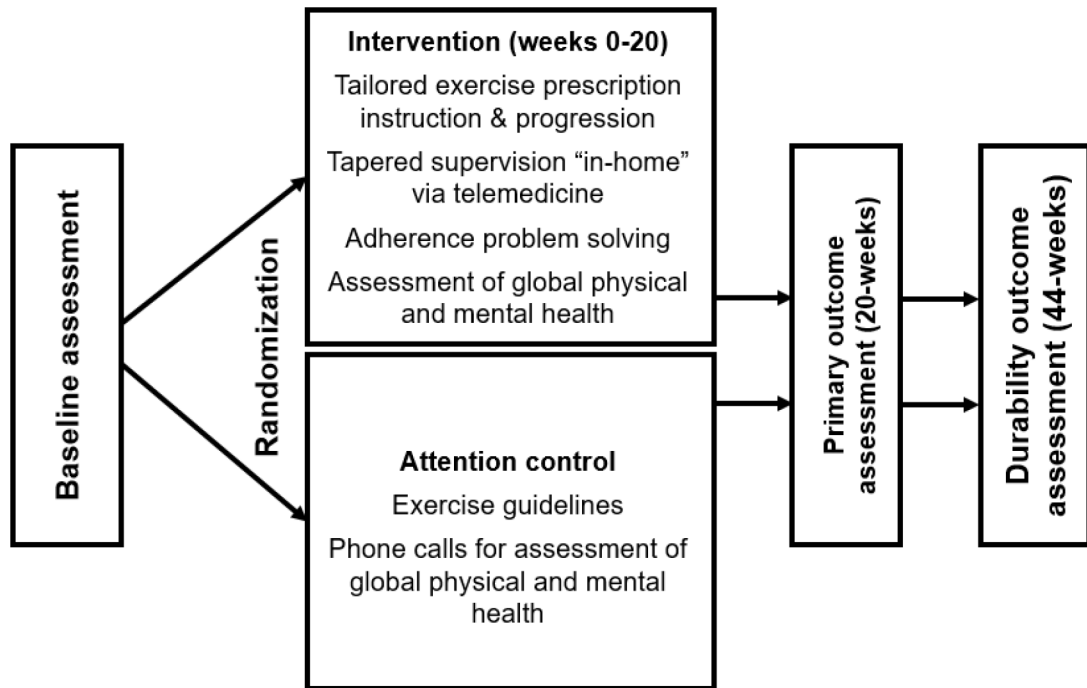 Baseline assessment
Randomization
Intervention (weeks 0-20)
Tailored exercise prescription
instruction & progression
Tapered supervision “in-home”
via telemedicine
Adherence problem solving
Assessment of global physical
and mental health
Attention control
Exercise guidelines
Phone calls for assessment of
global physical and mental
health
Primary outcome
assessment (20-weeks)
Durability outcome
assessment (44-weeks)